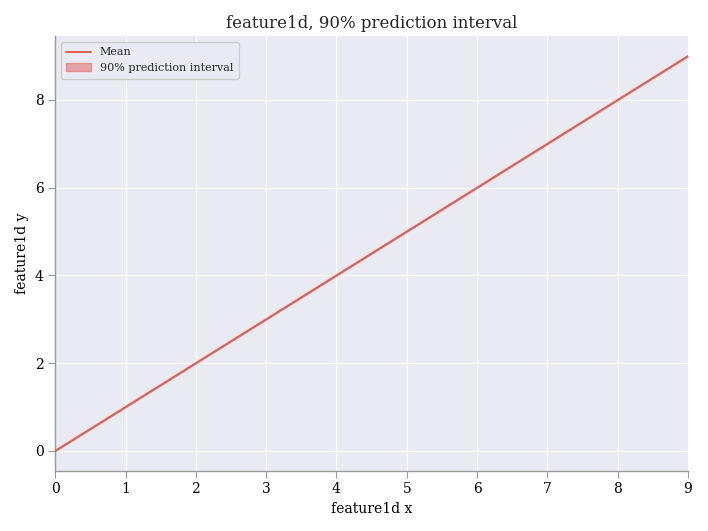 feature1d, 90% prediction interval
Mean
90% prediction interval
8
6
4
2
0
feature1d y
0 1 2 3 4 5 6 7 8 9
feature1d x